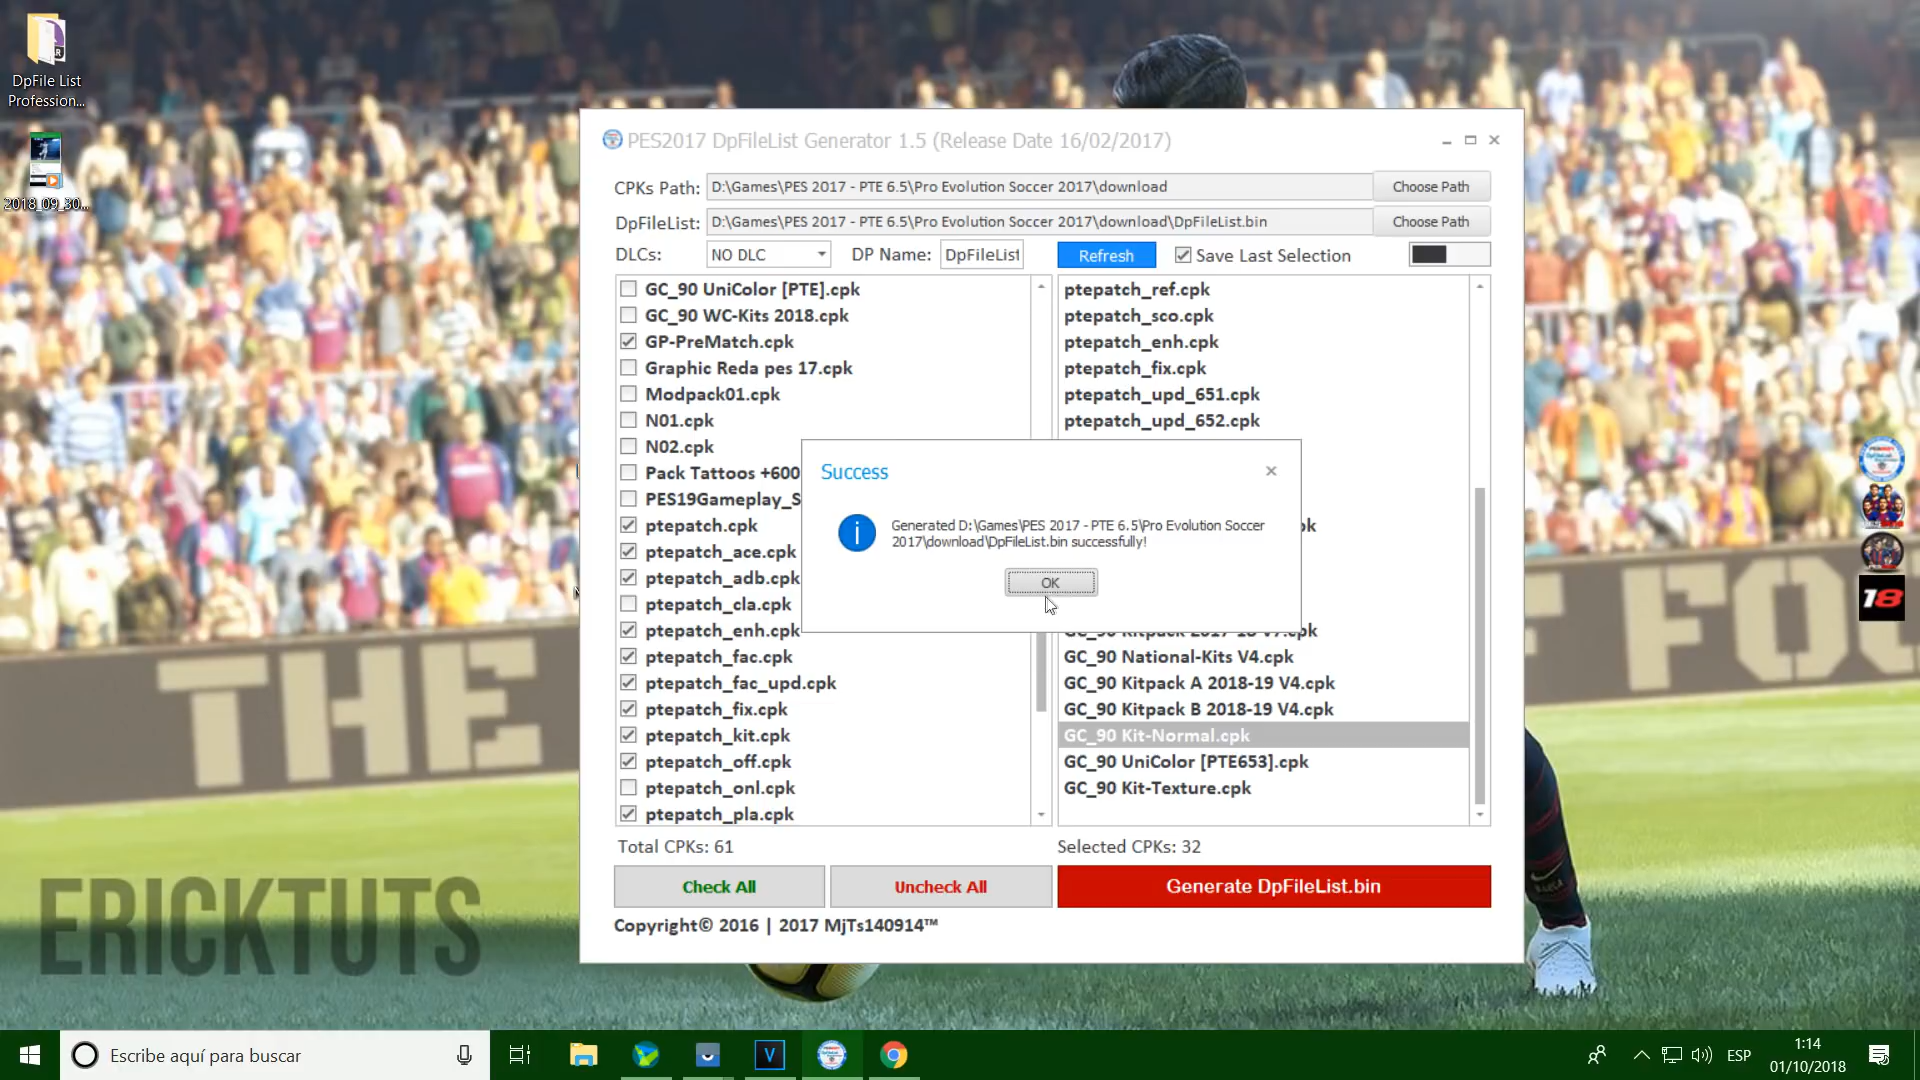 DpFile List
Profession...
2018_09_30...
PES2017 DpFileList Generator 1.5 (Release Date 16/02/2017)
CPKs Path: D:\Games\PES 2017 - PTE 6.5\Pro Evolution Soccer 2017\download Choose Path
DpFileList: D:\Games\PES 2017 - PTE 6.5\Pro Evolution Soccer 2017\download\DpFileList.bin Choose Path
DLCs: NO DLC DP Name: DpFileList Refresh Save Last Selection
GC_90 UniColor [PTE].cpk
GC_90 WC-Kits 2018.cpk
GP-PreMatch.cpk
Graphic Reda pes 17.cpk
Modpack01.cpk
N01.cpk
N02.cpk
Pack Tattoos +600
PES19Gameplay_S
ptepatch.cpk
ptepatch_ace.cpk
ptepatch_adb.cpk
ptepatch_cla.cpk
ptepatch_enh.cpk
ptepatch_fac.cpk
ptepatch_fac_upd.cpk
ptepatch_fix.cpk
ptepatch_kit.cpk
ptepatch_off.cpk
ptepatch_onl.cpk
ptepatch_pla.cpk
ptepatch_ref.cpk
ptepatch_sco.cpk
ptepatch_enh.cpk
ptepatch_fix.cpk
ptepatch_upd_651.cpk
ptepatch_upd_652.cpk
Success
Generated D:\Games\PES 2017 - PTE 6.5\Pro Evolution Soccer
2017\download\DpFileList.bin successfully!
OK
GC_90 Kitpack 2017-18 V7.cpk
GC_90 National-Kits V4.cpk
GC_90 Kitpack A 2018-19 V4.cpk
GC_90 Kitpack B 2018-19 V4.cpk
GC_90 Kit-Normal.cpk
GC_90 UniColor [PTE653].cpk
GC_90 Kit-Texture.cpk
Total CPKs: 61
Selected CPKs: 32
Check All
Uncheck All
Generate DpFileList.bin
Copyright© 2016 | 2017 MjTs140914™
THE
F FO
ERICKTUTS
18
Escribe aquí para buscar
V
ESP
1:14
01/10/2018